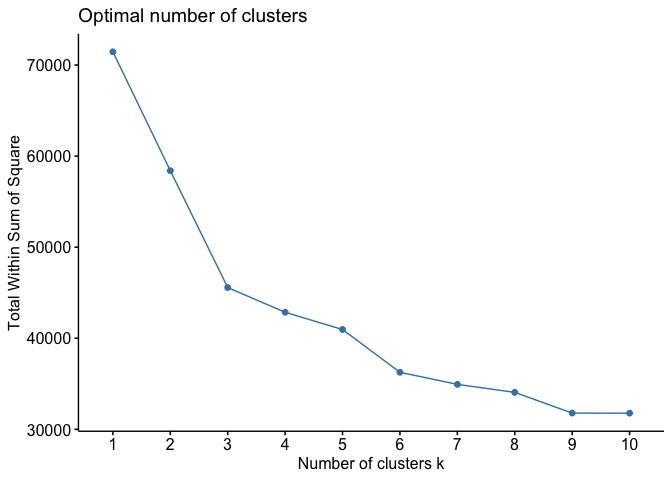 Optimal number of clusters
Total Within Sum of Square
70000
60000
50000
40000
30000
1 2 3 4 5 6 7 8 9 10
Number of clusters k